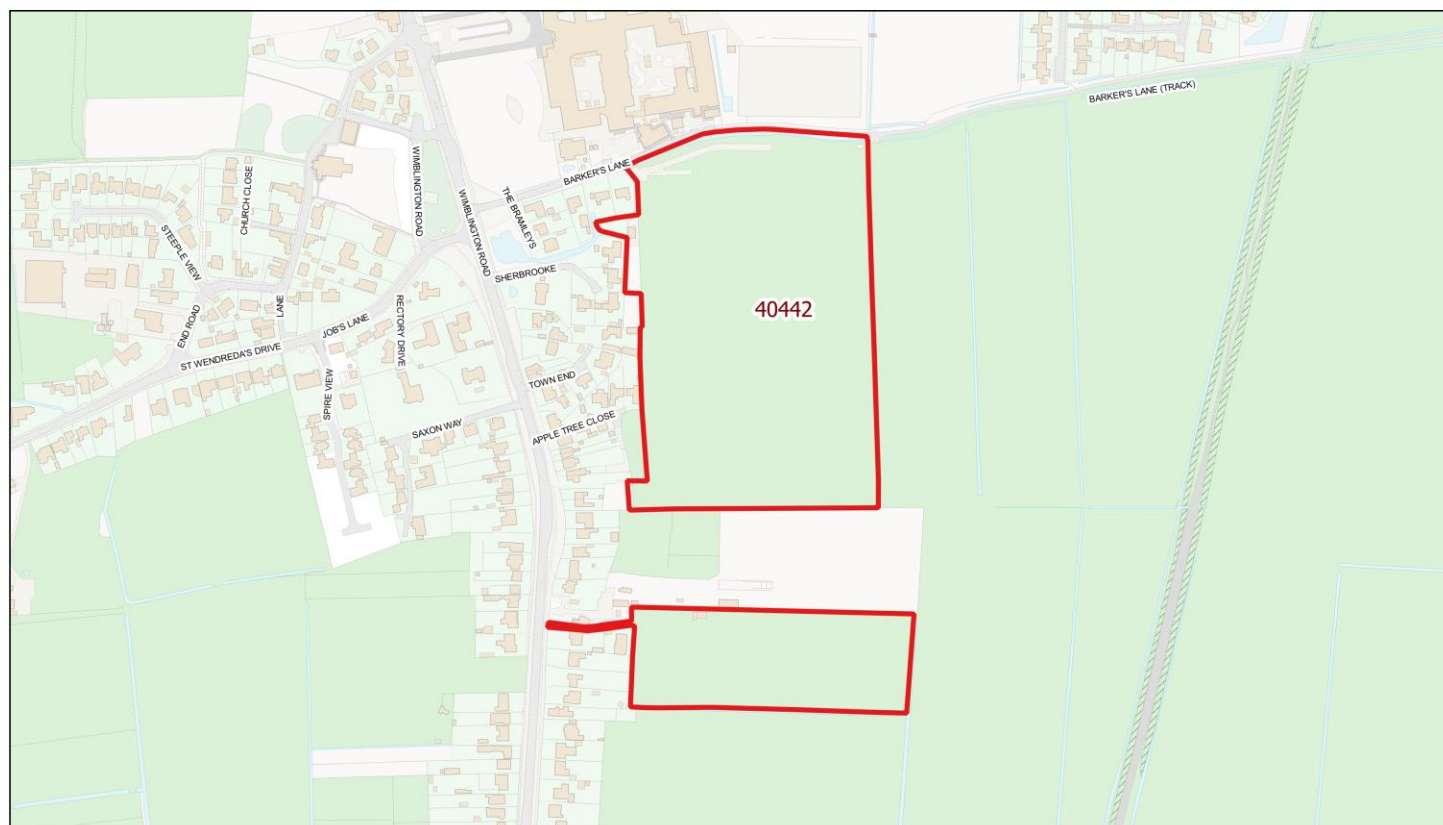 BARKER'S LANE (TRACK)
BARKER'S LANE
WIMBLINGTON ROAD
WIMBLINGTON ROAD
THE BRAMLEYS
CHURCH CLOSE
STEEPLE VIEW
SHERBROOKE
END ROAD
LANE
JOB'S LANE
RECTORY DRIVE
40442
ST WENDREDA'S DRIVE
SPIRE VIEW
TOWN END
SAXON WAY
APPLE TREE CLOSE